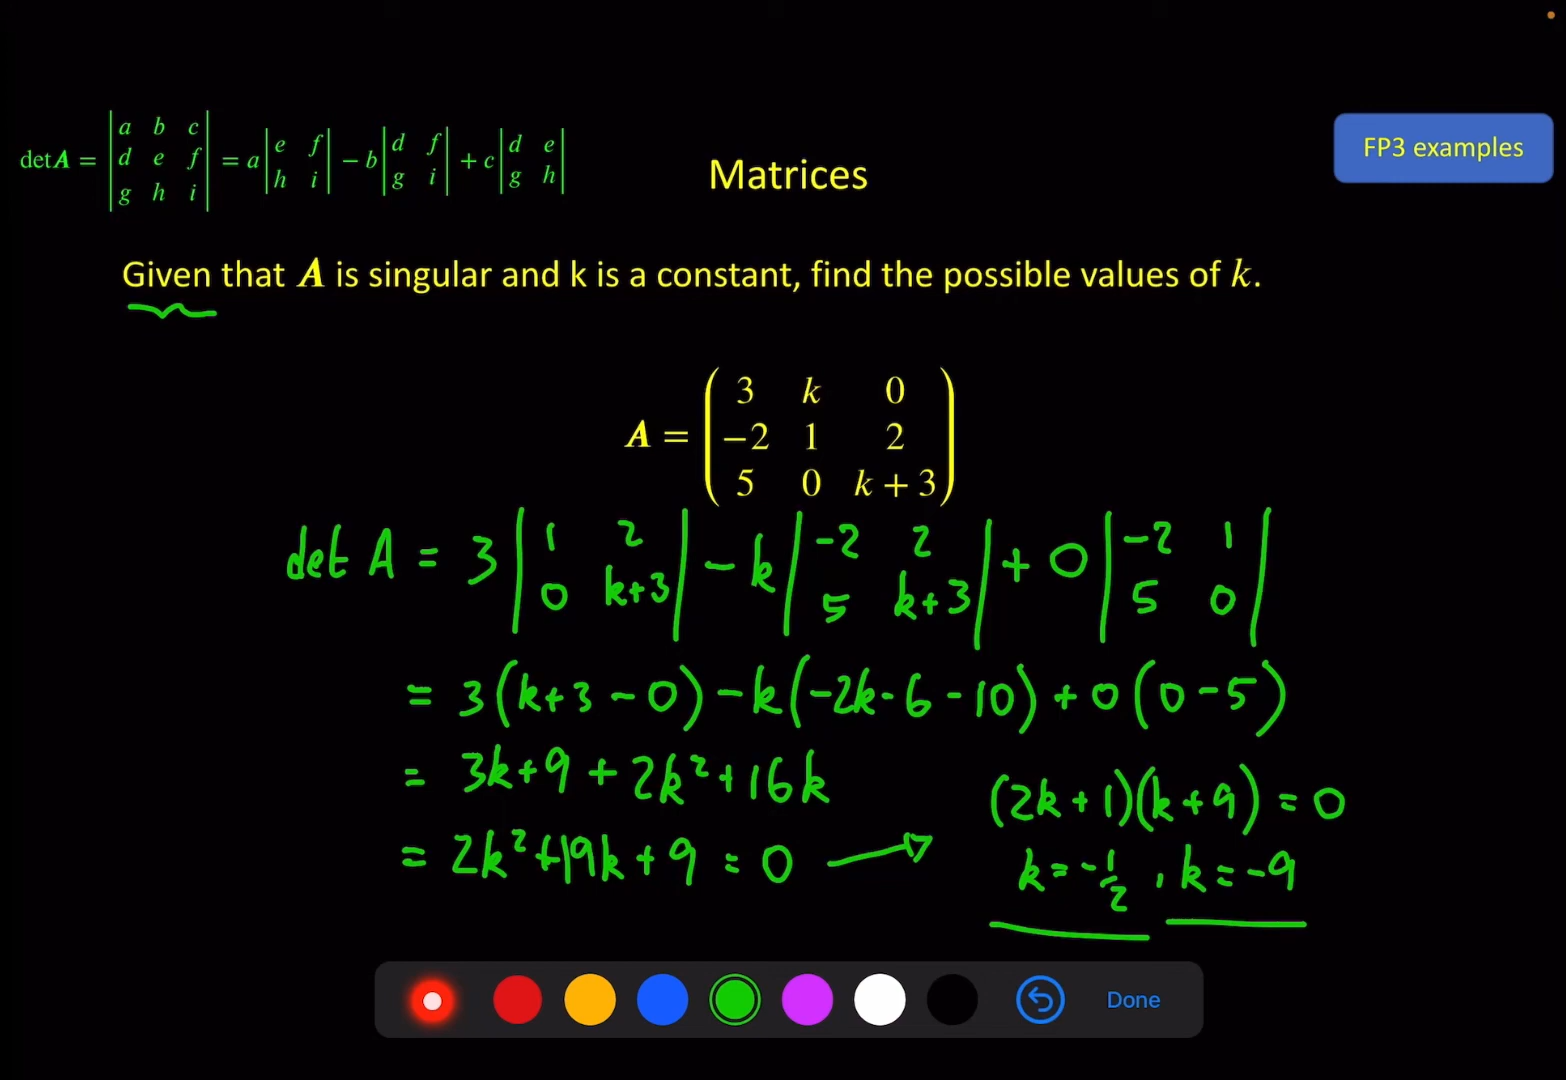 FP3 examples
detA = |a b c; d e f; g h i| = a|e f; h i| − b|d f; g i| + c|d e; g h|
Matrices
Given that A is singular and k is a constant, find the possible values of k.
A = (3 k 0; −2 1 2; 5 0 k + 3)
det A = 3|1 2; 0 k+3| − k|-2 2; 5 k+3| + 0|-2 1; 5 0|
= 3(k+3-0) - k(-2k-6-10) + 0(0-5)
= 3k+9+2k²+16k
= 2k²+19k+9 = 0
(2k+1)(k+9) = 0
k = -1/2, k = -9
Done